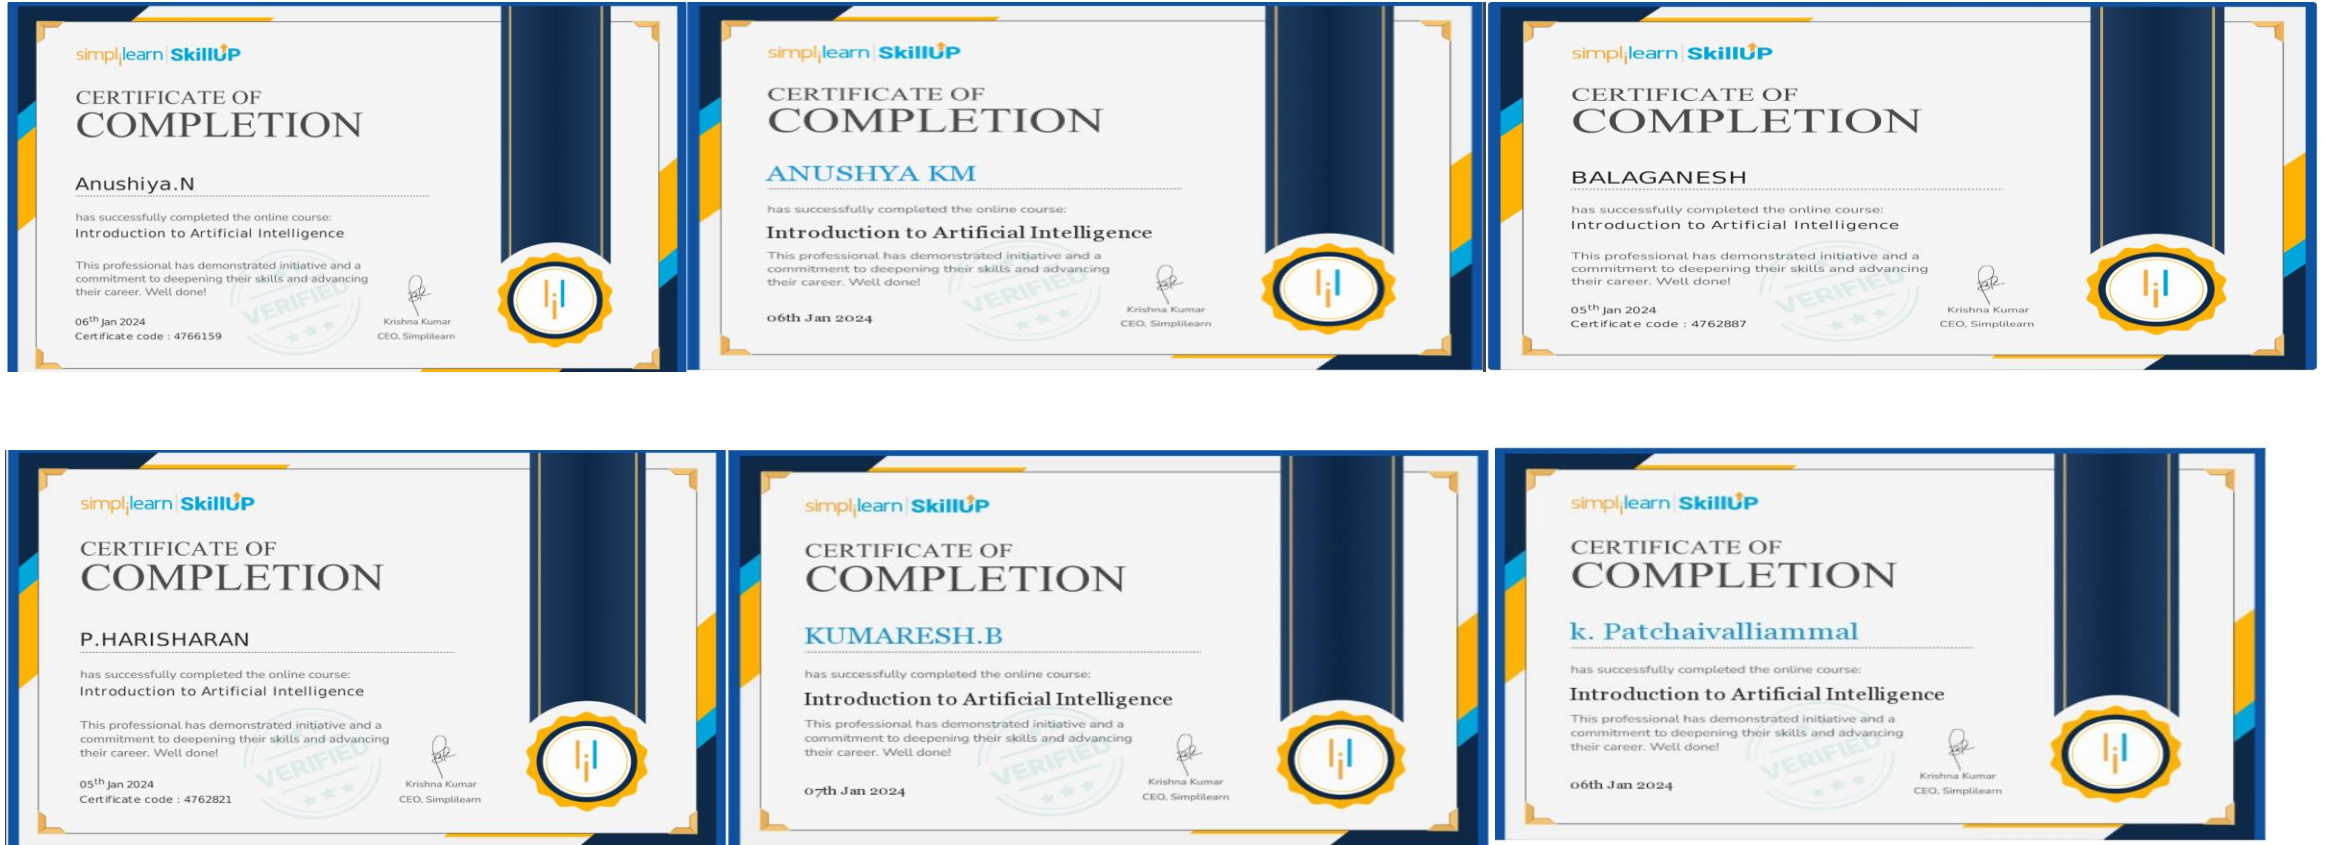 simplilearn SkillUP
CERTIFICATE OF
COMPLETION
Anushiya.N
has successfully completed the online course:
Introduction to Artificial Intelligence
This professional has demonstrated initiative and a
commitment to deepening their skills and advancing
their career. Well done!
VERIFIED
06th Jan 2024
Certificate code : 4766159
Krishna Kumar
CEO, Simplilearn
simplilearn SkillUP
CERTIFICATE OF
COMPLETION
ANUSHYA KM
has successfully completed the online course:
Introduction to Artificial Intelligence
This professional has demonstrated initiative and a
commitment to deepening their skills and advancing
their career. Well done!
VERIFIED
06th Jan 2024
Krishna Kumar
CEO, Simplilearn
simplilearn SkillUP
CERTIFICATE OF
COMPLETION
BALAGANESH
has successfully completed the online course:
Introduction to Artificial Intelligence
This professional has demonstrated initiative and a
commitment to deepening their skills and advancing
their career. Well done!
VERIFIED
05th Jan 2024
Certificate code : 4762887
Krishna Kumar
CEO, Simplilearn
simplilearn SkillUP
CERTIFICATE OF
COMPLETION
P.HARISHARAN
has successfully completed the online course:
Introduction to Artificial Intelligence
This professional has demonstrated initiative and a
commitment to deepening their skills and advancing
their career. Well done!
VERIFIED
05th Jan 2024
Certificate code : 4762821
Krishna Kumar
CEO, Simplilearn
simplilearn SkillUP
CERTIFICATE OF
COMPLETION
KUMARESH.B
has successfully completed the online course:
Introduction to Artificial Intelligence
This professional has demonstrated initiative and a
commitment to deepening their skills and advancing
their career. Well done!
VERIFIED
07th Jan 2024
Krishna Kumar
CEO, Simplilearn
simplilearn SkillUP
CERTIFICATE OF
COMPLETION
k. Patchaivalliammal
has successfully completed the online course:
Introduction to Artificial Intelligence
This professional has demonstrated initiative and a
commitment to deepening their skills and advancing
their career. Well done!
VERIFIED
06th Jan 2024
Krishna Kumar
CEO, Simplilearn